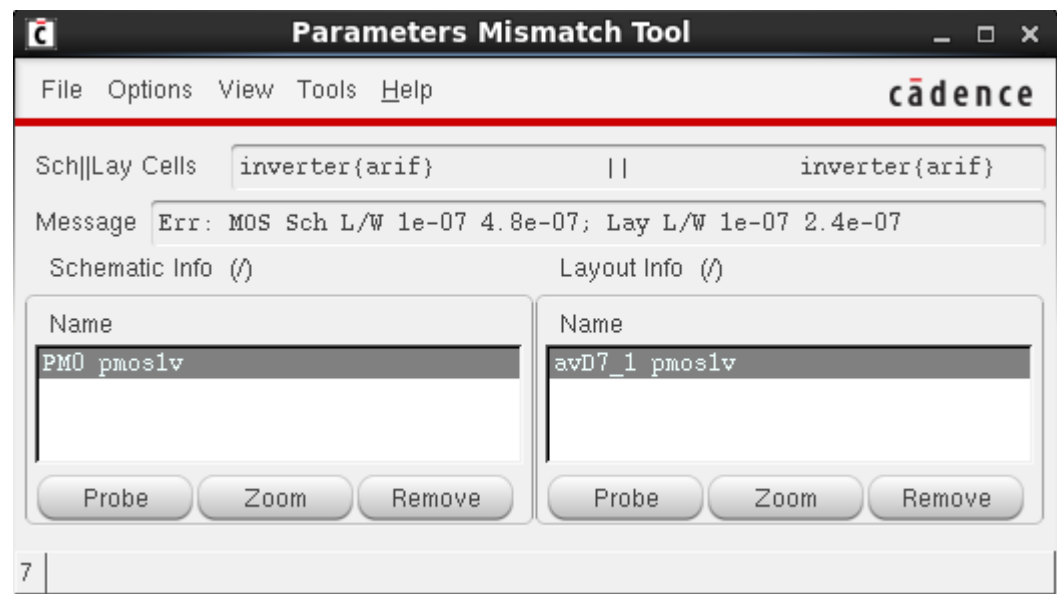 Parameters Mismatch Tool
File Options View Tools Help
cādence
Sch||Lay Cells inverter{arif} || inverter{arif}
Message Err: MOS Sch L/W 1e-07 4.8e-07; Lay L/W 1e-07 2.4e-07
Schematic Info (/) Layout Info (/)
Name Name
PM0 pmos1v avD7_1 pmos1v
Probe Zoom Remove Probe Zoom Remove
7